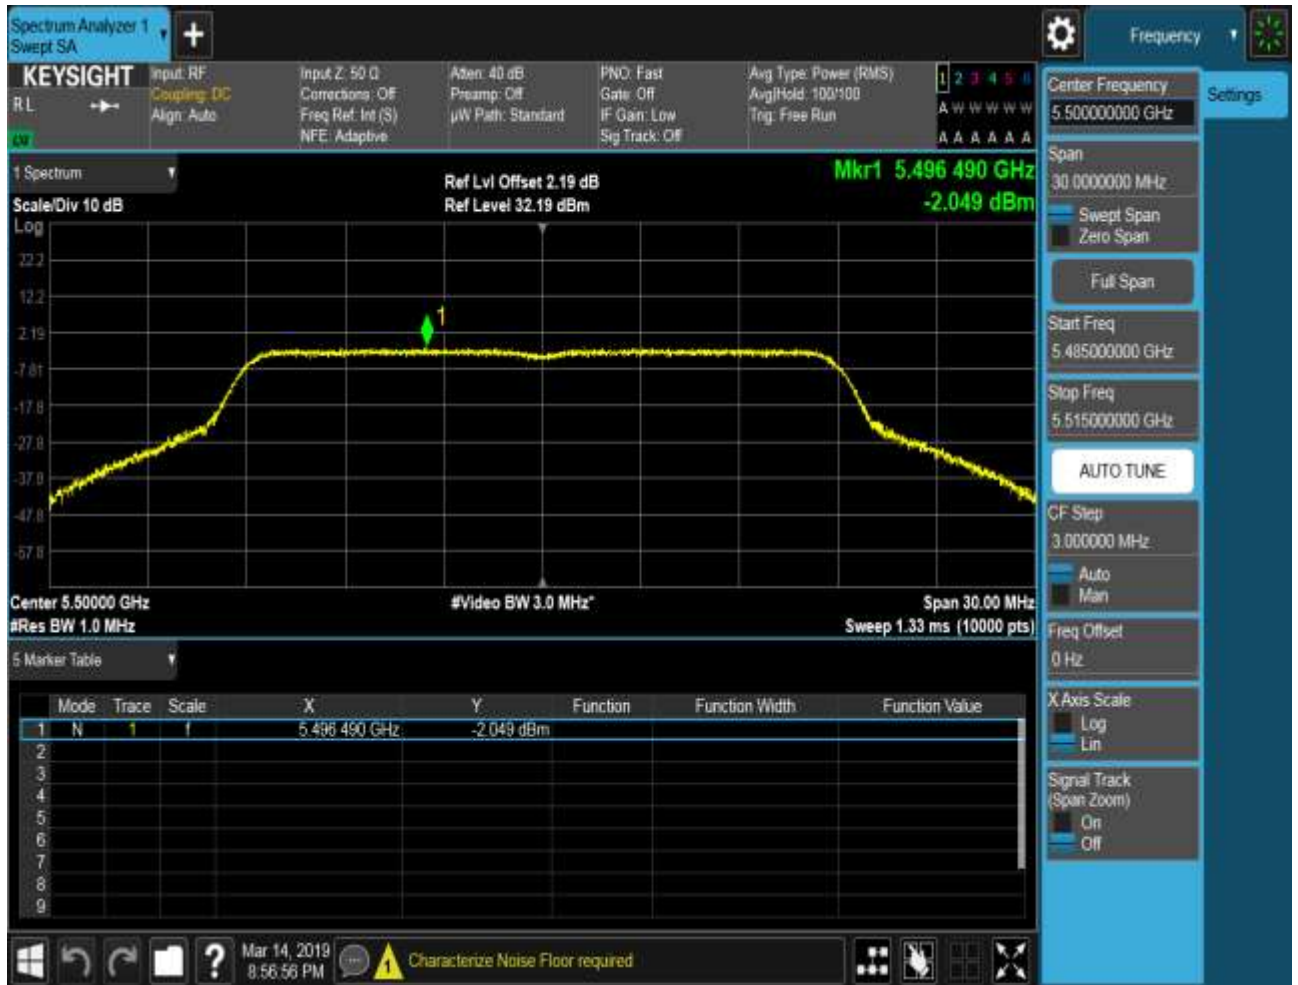 Spectrum Analyzer 1
Swept SA
+
Frequency
KEYSIGHT
RL
Input: RF
Coupling: DC
Align: Auto
Input Z: 50 Ω
Corrections: Off
Freq Ref: Int (S)
NFE: Adaptive
Atten: 40 dB
Preamp: Off
µW Path: Standard
PNO: Fast
Gate: Off
IF Gain: Low
Sig Track: Off
Avg Type: Power (RMS)
Avg|Hold: 100/100
Trig: Free Run
1 2 3 4 5 6
A W W W W W
A A A A A A
1 Spectrum
Scale/Div 10 dB
Log
Ref Lvl Offset 2.19 dB
Ref Level 32.19 dBm
Mkr1 5.496 490 GHz
-2.049 dBm
22.2
12.2
2.19
-7.81
-17.8
-27.8
-37.8
-47.8
-57.8
1
Center 5.50000 GHz
#Res BW 1.0 MHz
#Video BW 3.0 MHz*
Span 30.00 MHz
Sweep 1.33 ms (10000 pts)
5 Marker Table
Mode Trace Scale X Y Function Function Width Function Value
1 N 1 f 5.496 490 GHz -2.049 dBm
2
3
4
5
6
7
8
9
Mar 14, 2019
8:56:56 PM
?
1
Characterize Noise Floor required
Settings
Center Frequency
5.500000000 GHz
Span
30.0000000 MHz
Swept Span
Zero Span
Full Span
Start Freq
5.485000000 GHz
Stop Freq
5.515000000 GHz
AUTO TUNE
CF Step
3.000000 MHz
Auto
Man
Freq Offset
0 Hz
X Axis Scale
Log
Lin
Signal Track
(Span Zoom)
On
Off